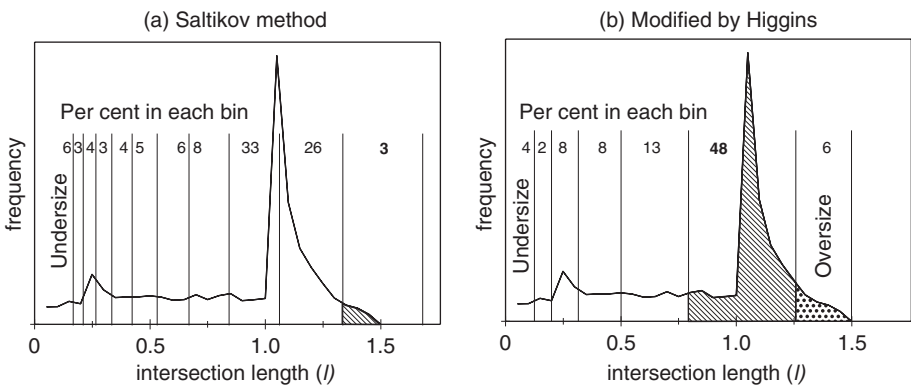 (a) Saltikov method
Per cent in each bin
6 3 4 3 4 5 6 8 33 26 3
Undersize
frequency
0 0.5 1.0 1.5
intersection length (l)
(b) Modified by Higgins
Per cent in each bin
4 2 8 8 13 48 6
Undersize
Oversize
frequency
0 0.5 1.0 1.5
intersection length (l)